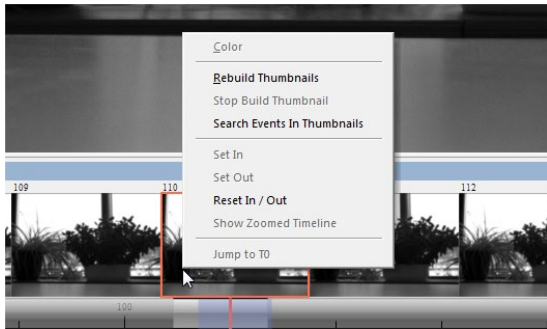 Color
Rebuild Thumbnails
Stop Build Thumbnail
Search Events In Thumbnails
Set In
Set Out
Reset In / Out
Show Zoomed Timeline
Jump to T0
109 110 112
100